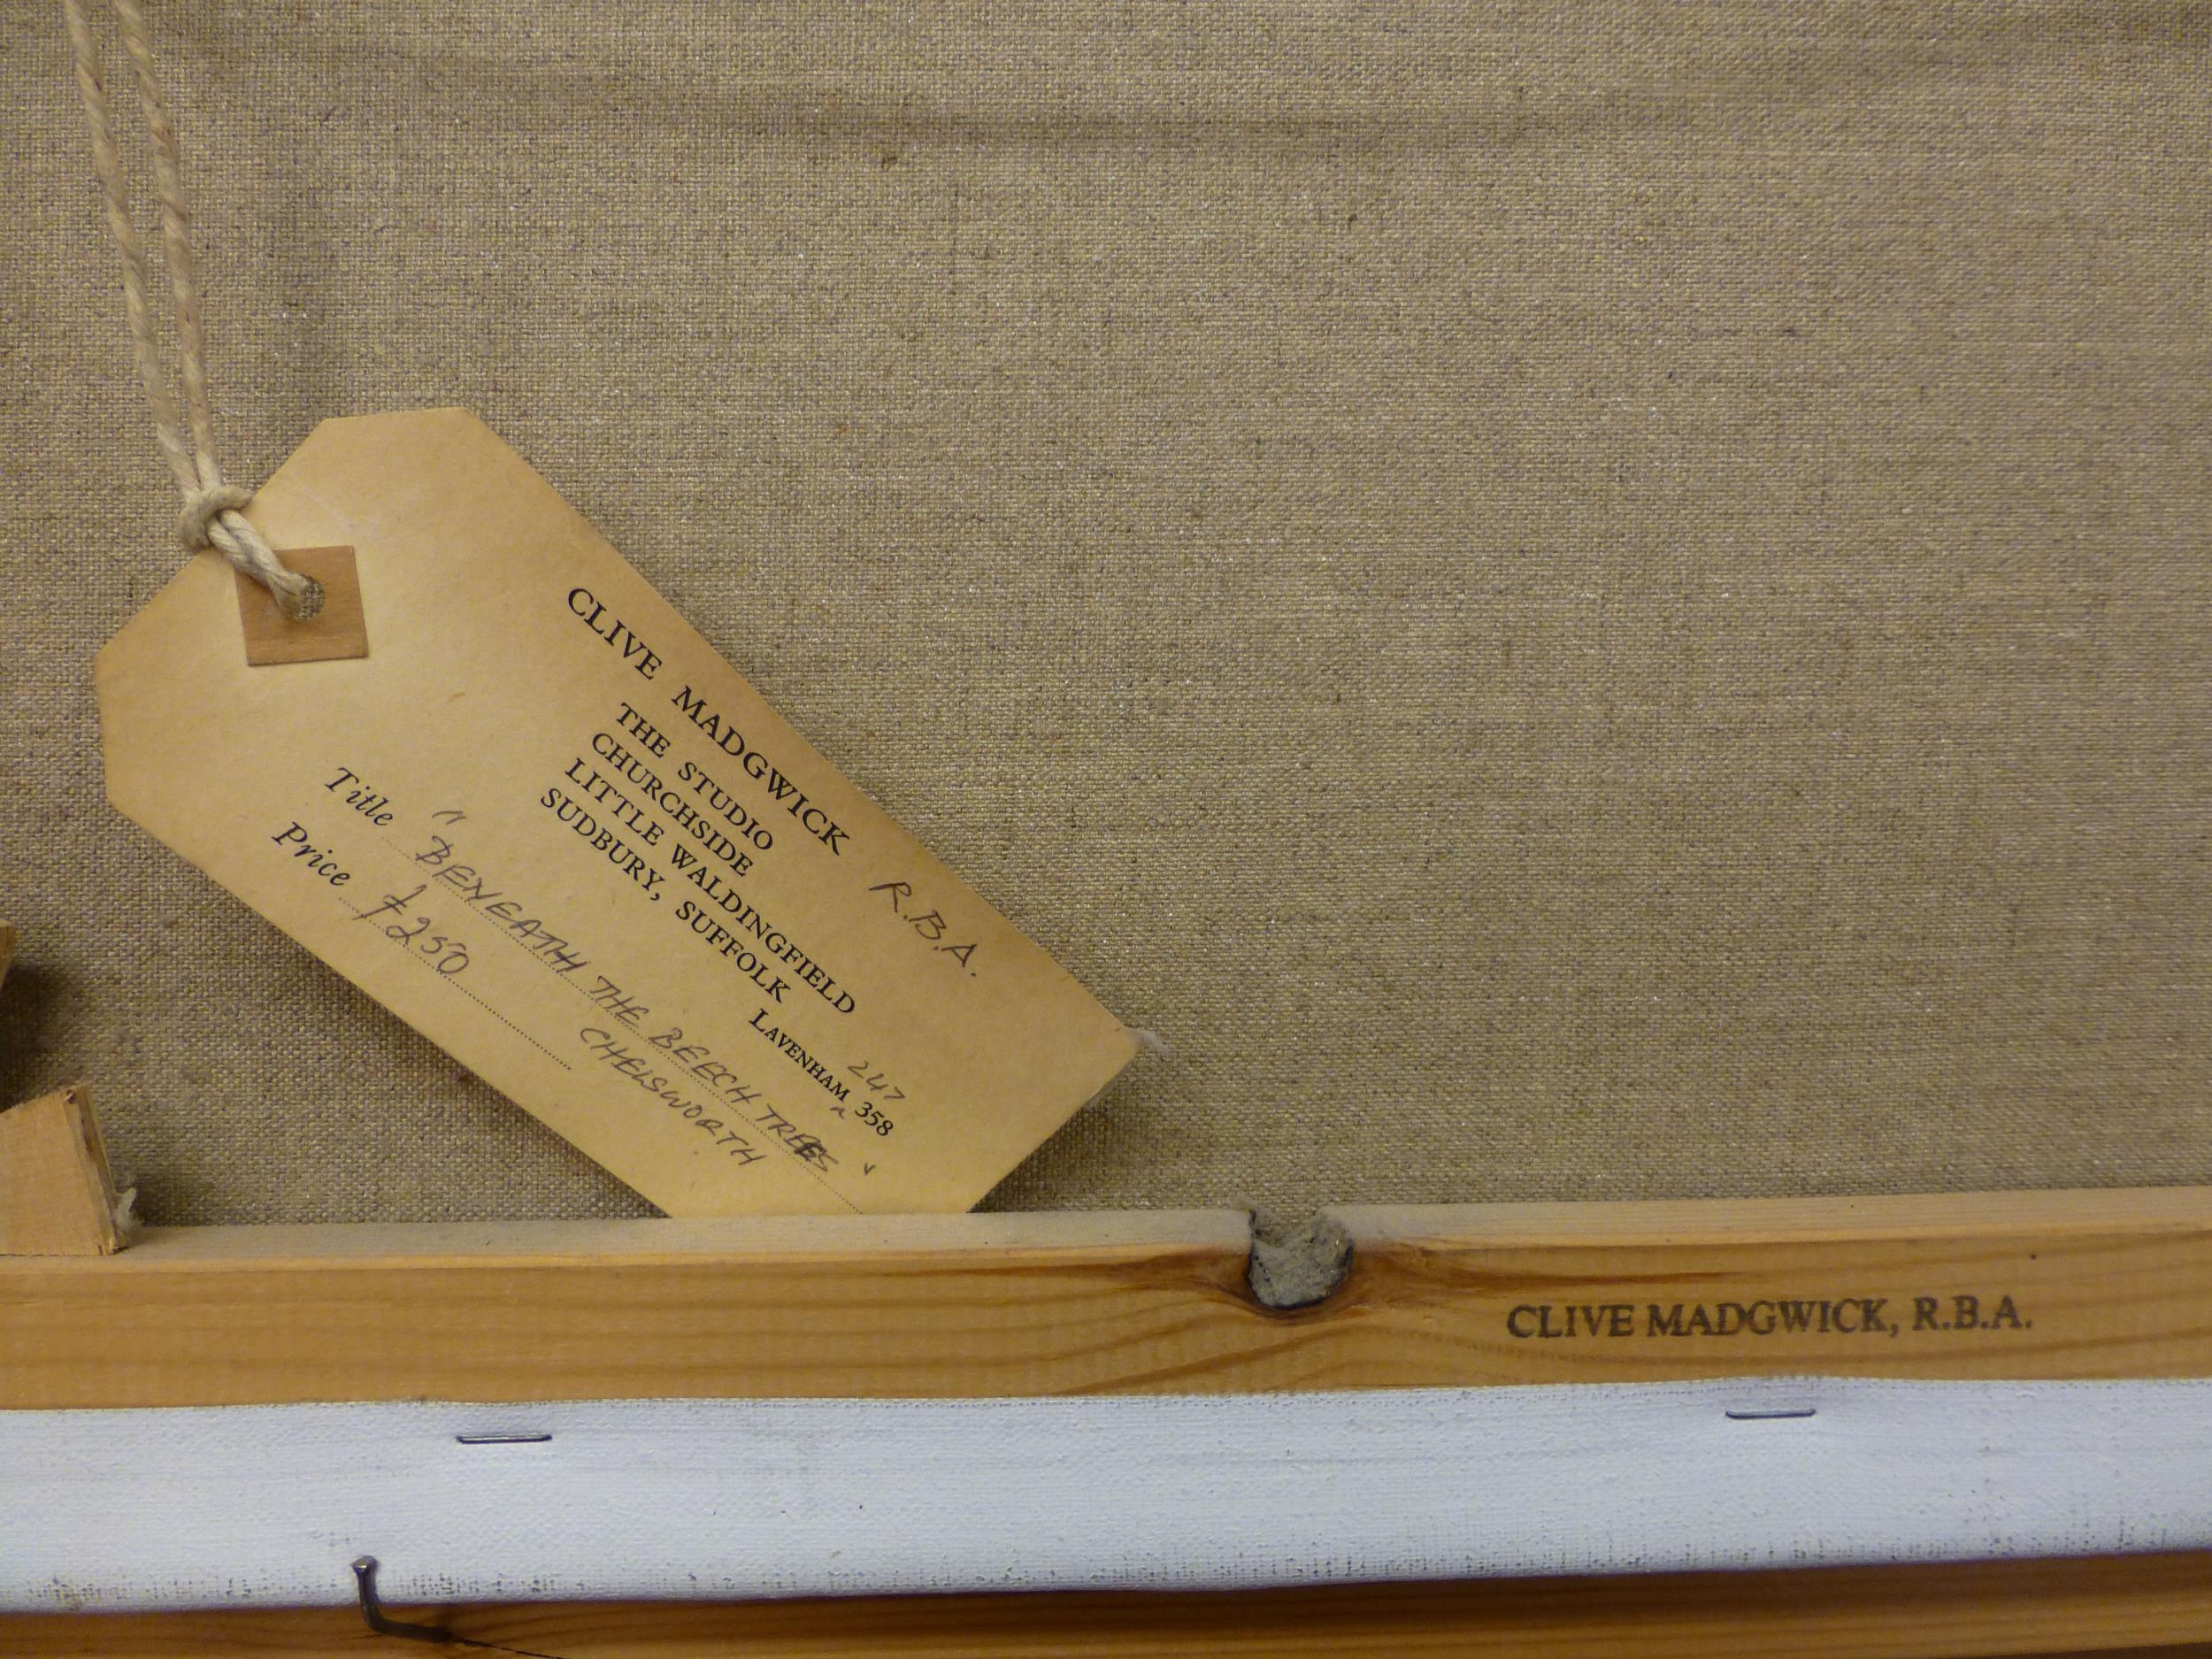 CLIVE MADGWICK R.B.A.
THE STUDIO
CHURCHSIDE
LITTLE WALDINGFIELD
SUDBURY, SUFFOLK
247
LAVENHAM ^ 358
Title "BENEATH THE BEECH TREES"
CHELSWORTH
Price £250
CLIVE MADGWICK, R.B.A.